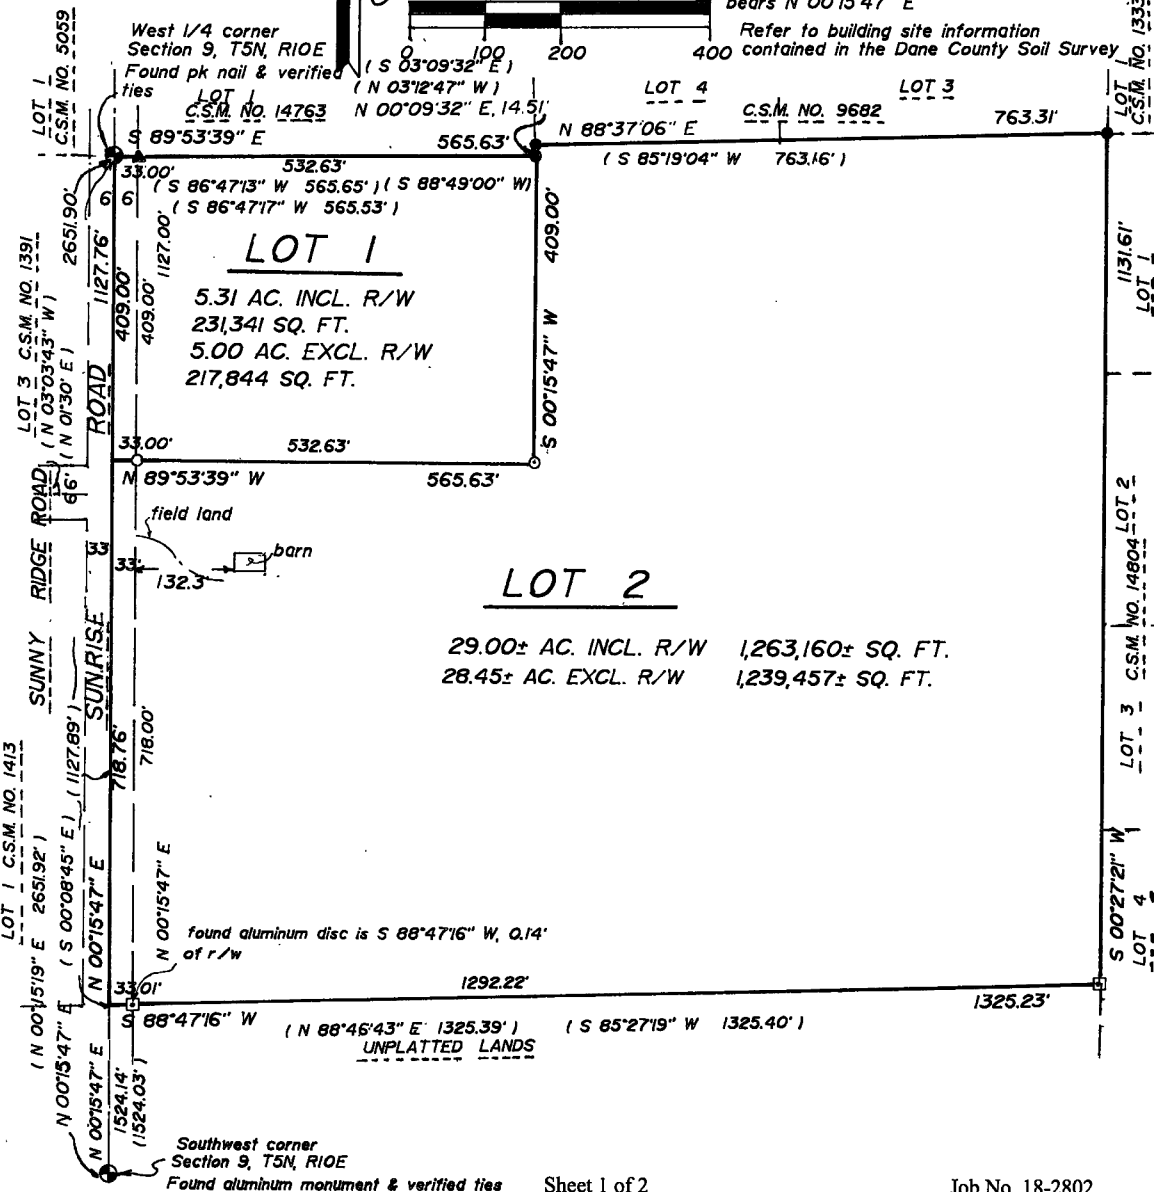 bears N 00°15'47" E
Refer to building site information
contained in the Dane County Soil Survey
0 100 200 400
West 1/4 corner
Section 9, T5N, R10E
Found pk nail & verified
ties
LOT 1
C.S.M. NO. 5059
LOT 1
C.S.M. NO. 14763
( S 03°09'32" E )
( N 03°12'47" W )
N 00°09'32" E, 14.51'
LOT 4
C.S.M. NO. 9682
LOT 3
LOT 1
C.S.M. NO. 133
S 89°53'39" E
565.63'
N 88°37'06" E
763.31'
33.00'
532.63'
( S 85°19'04" W 763.16' )
( S 86°47'13" W 565.65' ) ( S 88°49'00" W )
( S 86°47'17" W 565.53' )
6 6
2651.90'
1127.76'
409.00'
409.00'
1127.00'
LOT 1
5.31 AC. INCL. R/W
231,341 SQ. FT.
5.00 AC. EXCL. R/W
217,844 SQ. FT.
409.00'
S 00°15'47" W
1131.61'
LOT 1
LOT 3 C.S.M. NO. 1391
( N 03°03'43" W )
( N 01°30' E )
ROAD
33.00'
532.63'
N 89°53'39" W
565.63'
66'
SUNNY RIDGE ROAD
SUNRISE
field land
barn
33'
33'
132.3'
LOT 2
29.00± AC. INCL. R/W 1,263,160± SQ. FT.
28.45± AC. EXCL. R/W 1,239,457± SQ. FT.
LOT 2
C.S.M. NO. 14804
LOT 3
LOT 4
S 00°27'21" W
718.76'
718.00'
( S 00°08'45" E ) ( 1127.89' )
LOT 1 C.S.M. NO. 1413
( N 00°15'19" E 2651.92' )
N 00°15'47" E
N 00°15'47" E
N 00°15'47" E
found aluminum disc is S 88°47'16" W, 0.14'
of r/w
33.01'
1292.22'
1325.23'
S 88°47'16" W
( N 88°46'43" E 1325.39' )
( S 85°27'19" W 1325.40' )
UNPLATTED LANDS
N 00°15'47" E
1524.14'
(1524.03')
Southwest corner
Section 9, T5N, R10E
Found aluminum monument & verified ties
Sheet 1 of 2
Job No. 18-2802